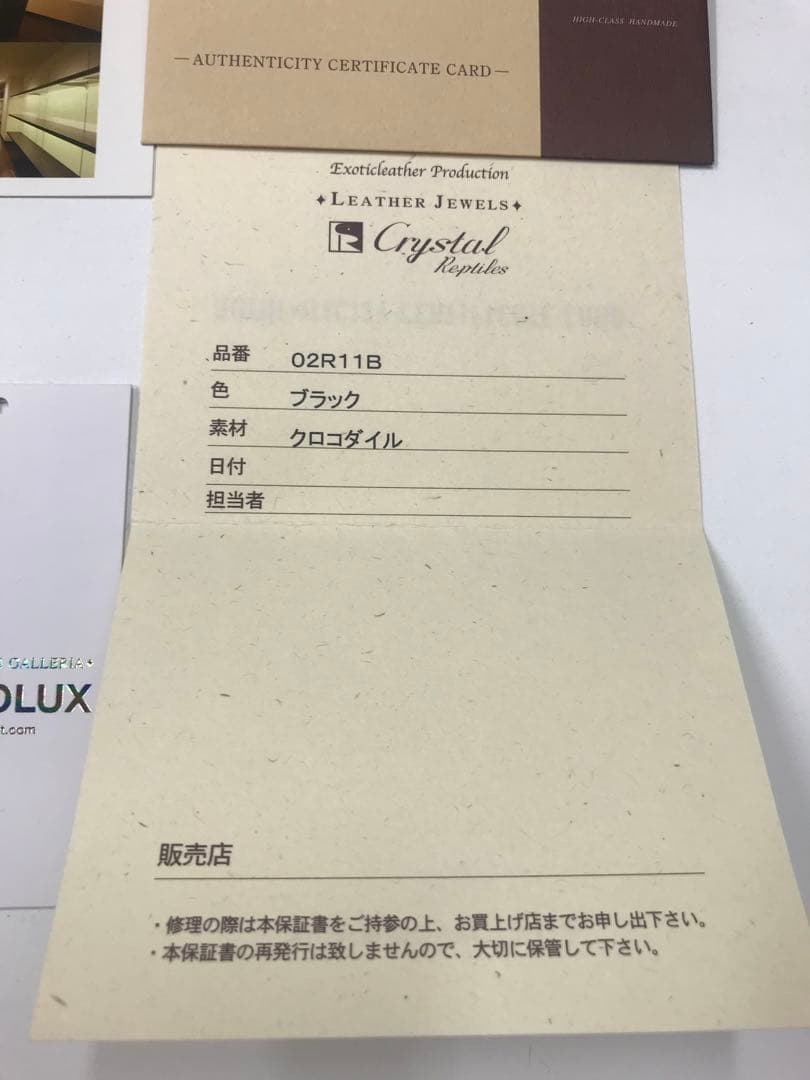 HIGH-CLASS HANDMADE
—AUTHENTICITY CERTIFICATE CARD—
Exoticleather Production
LEATHER JEWELS
Crystal
Reptiles
品番 02R11B
色 ブラック
素材 クロコダイル
日付
担当者
GALLERIA
OLUX
t.com
販売店
・修理の際は本保証書をご持参の上、お買上げ店までお申し出下さい。
・本保証書の再発行は致しませんので、大切に保管して下さい。